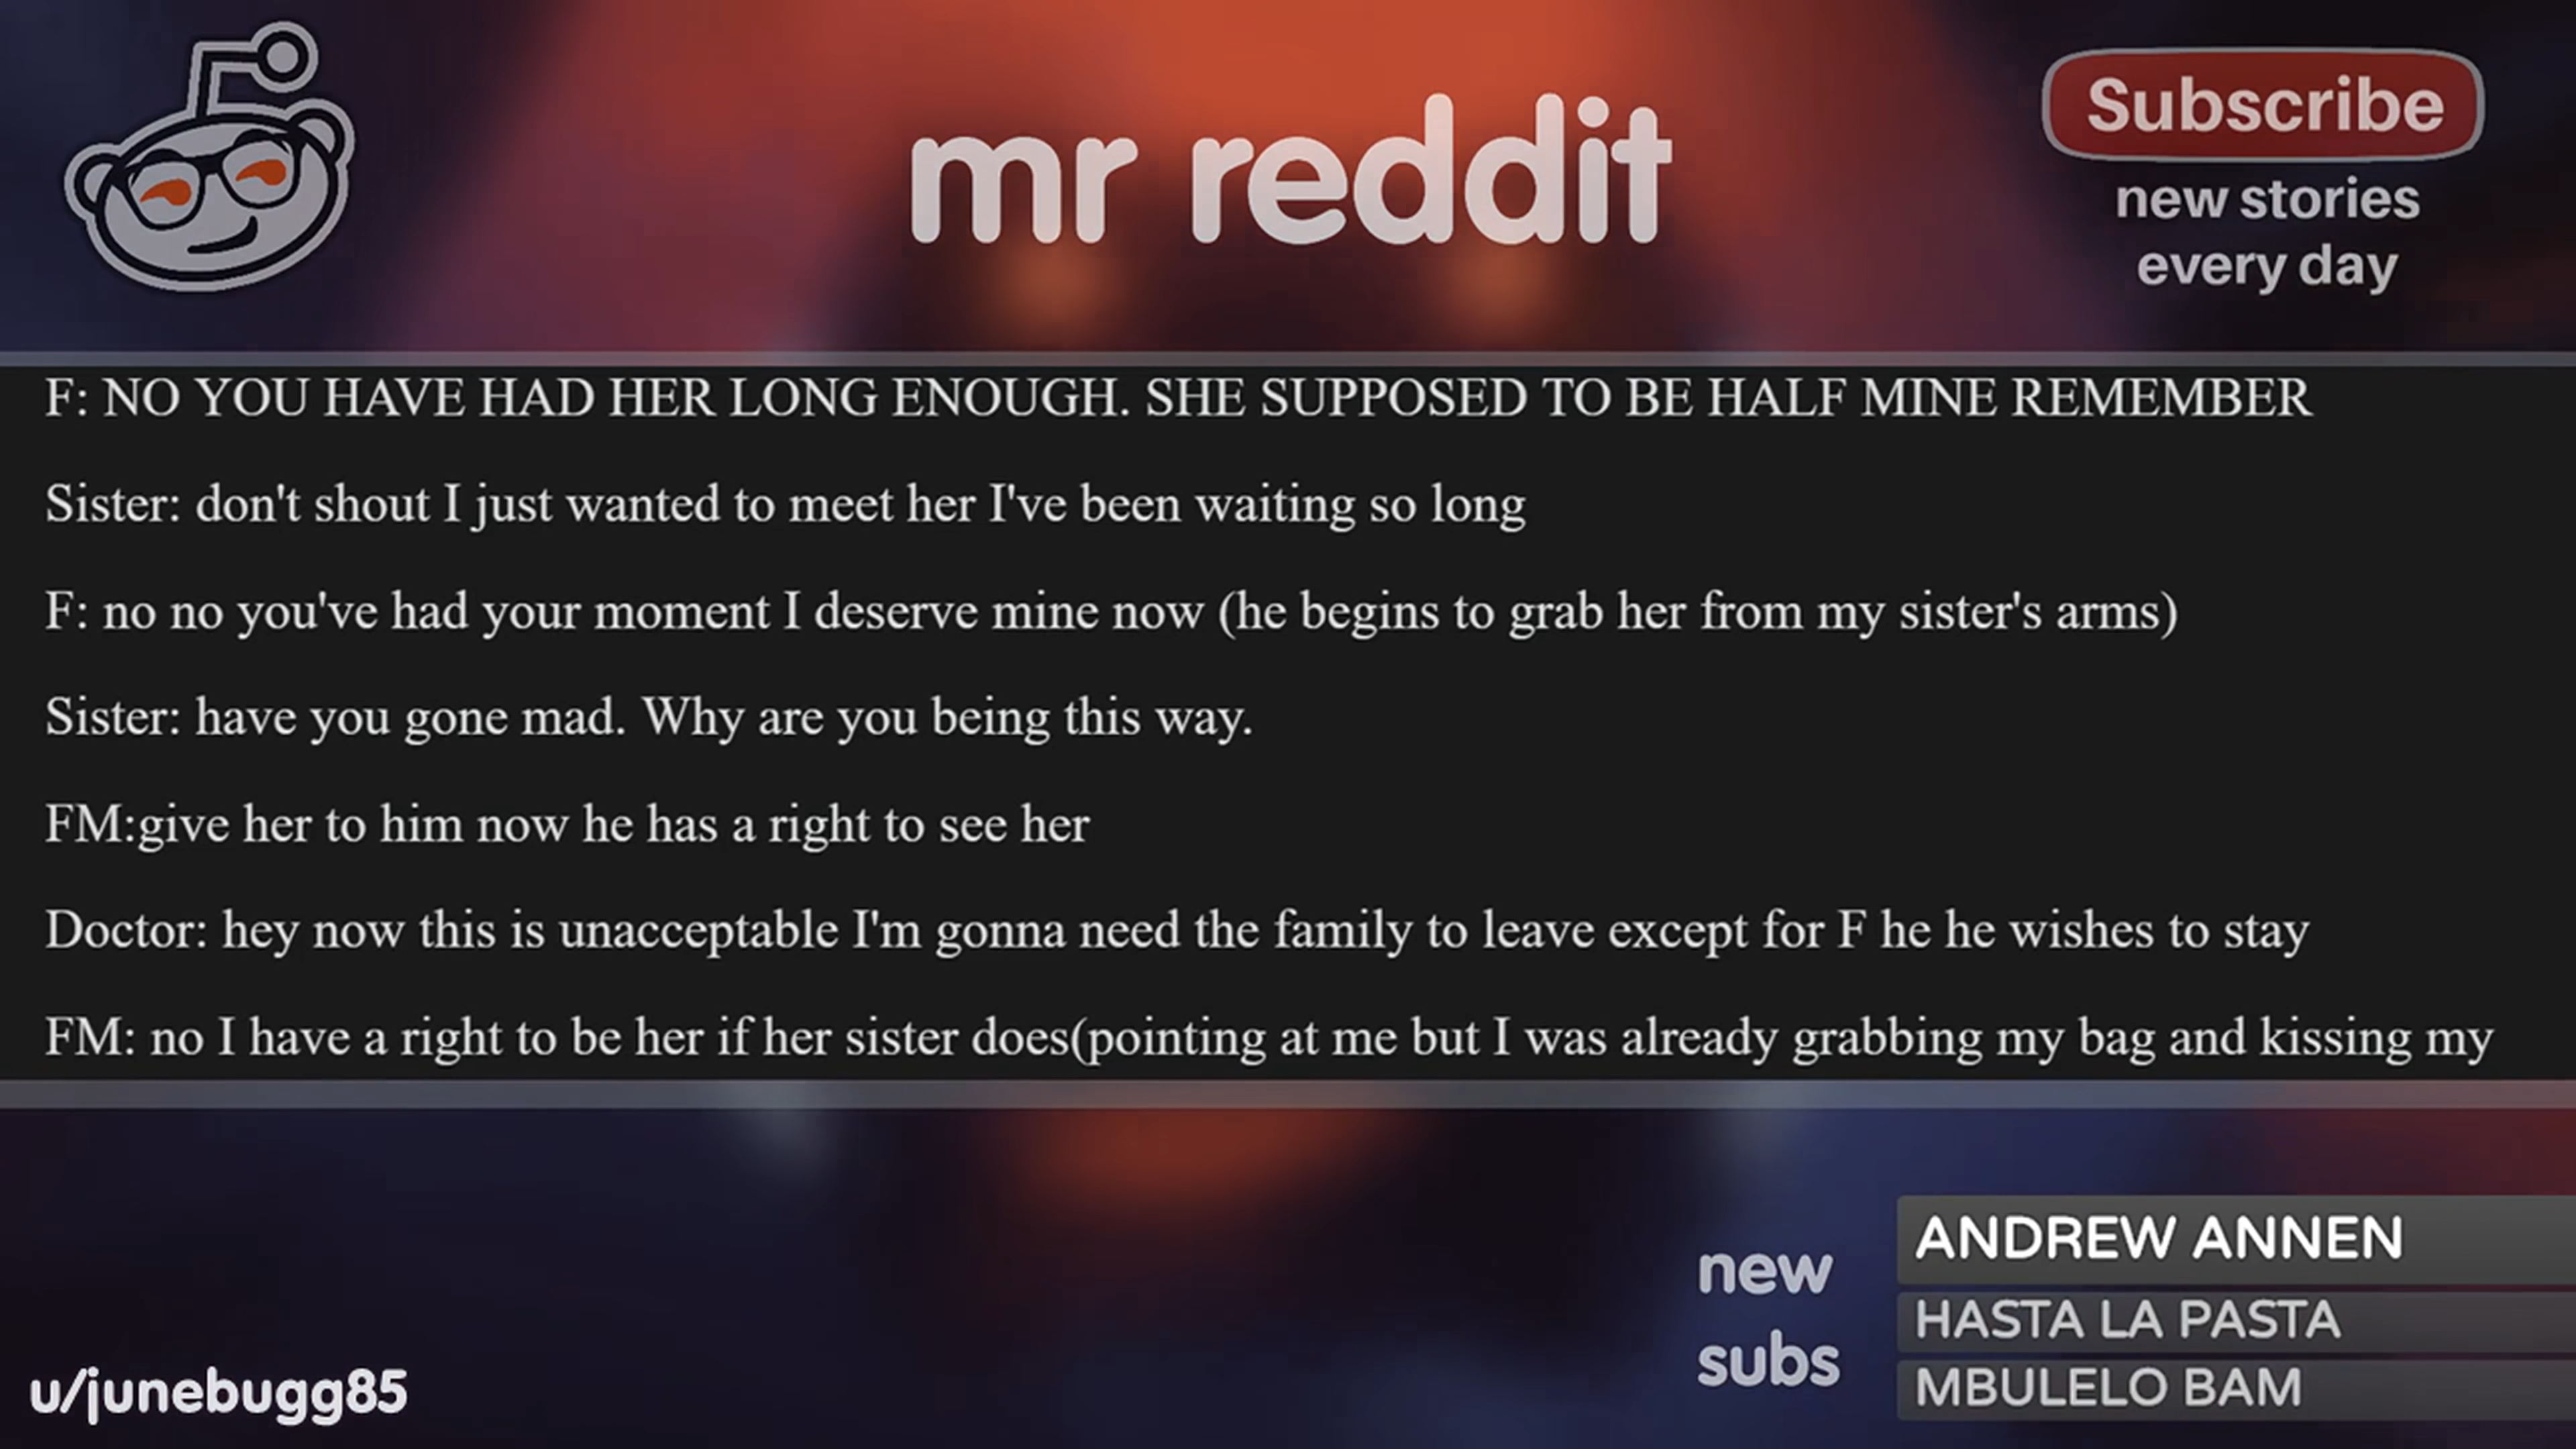 mr reddit
Subscribe
new stories
every day
F: NO YOU HAVE HAD HER LONG ENOUGH. SHE SUPPOSED TO BE HALF MINE REMEMBER
Sister: don't shout I just wanted to meet her I've been waiting so long
F: no no you've had your moment I deserve mine now (he begins to grab her from my sister's arms)
Sister: have you gone mad. Why are you being this way.
FM:give her to him now he has a right to see her
Doctor: hey now this is unacceptable I'm gonna need the family to leave except for F he he wishes to stay
FM: no I have a right to be her if her sister does(pointing at me but I was already grabbing my bag and kissing my
new
subs
ANDREW ANNEN
HASTA LA PASTA
MBULELO BAM
u/junebugg85